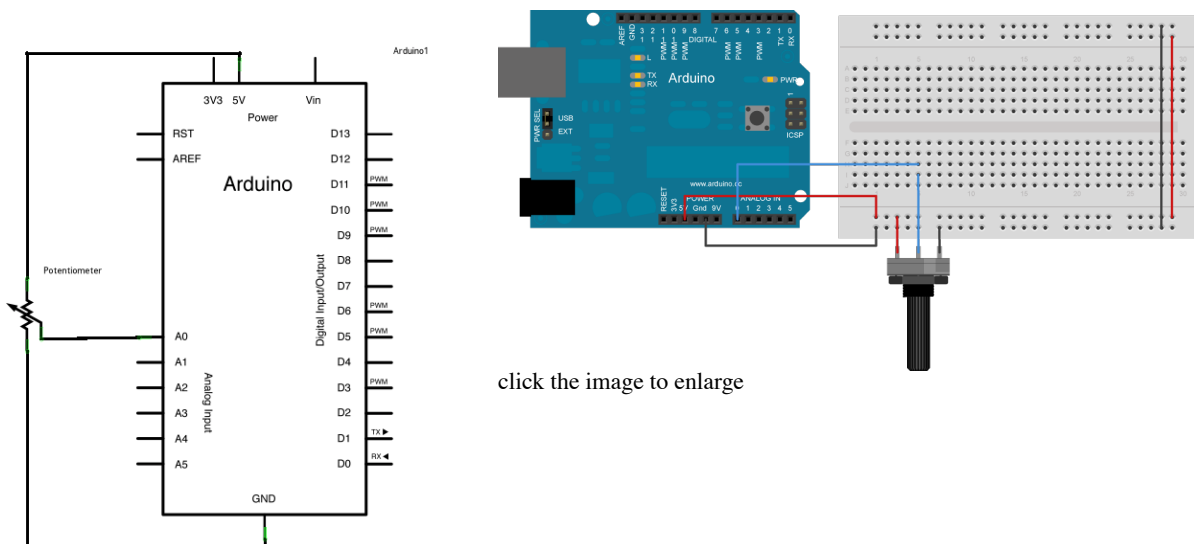 Arduino1
3V3 5V Vin
Power
RST
AREF
Arduino
D13
D12
D11 PWM
D10 PWM
D9 PWM
D8
D7
D6 PWM
D5 PWM
D4
D3 PWM
D2
D1 TX
D0 RX
Digital Input/Output
Potentiometer
A0
A1
A2
A3
A4
A5
Analog Input
GND
AREF
GND
13
12
11 PWM
10 PWM
9 PWM
8
DIGITAL
7
6 PWM
5 PWM
4
3 PWM
2
1 TX
0 RX
L
TX
RX
Arduino
PWR
PWR SEL
USB
EXT
1
ICSP
www.arduino.cc
POWER
RESET
3V3
5V Gnd 9V
ANALOG IN
0 1 2 3 4 5
click the image to enlarge